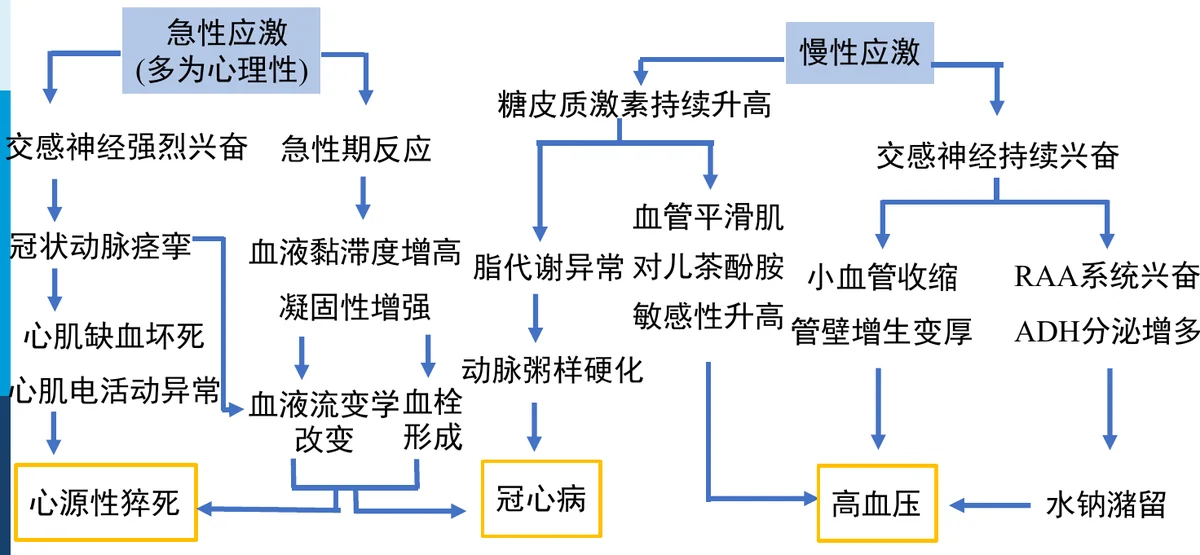 急性应激
(多为心理性)
交感神经强烈兴奋
急性期反应
冠状动脉痉挛
血液黏滞度增高
凝固性增强
心肌缺血坏死
心肌电活动异常
血液流变学
改变
血栓
形成
心源性猝死
慢性应激
糖皮质激素持续升高
脂代谢异常
动脉粥样硬化
冠心病
血管平滑肌
对儿茶酚胺
敏感性升高
交感神经持续兴奋
小血管收缩
管壁增生变厚
RAA系统兴奋
ADH分泌增多
高血压
水钠潴留